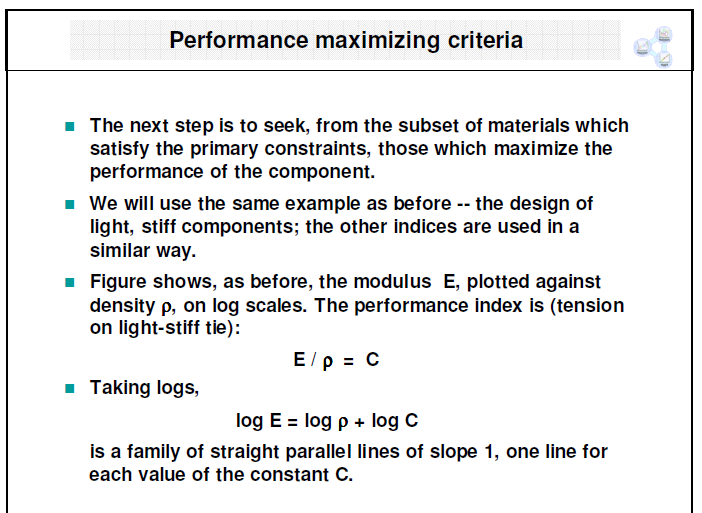 Performance maximizing criteria
The next step is to seek, from the subset of materials which
satisfy the primary constraints, those which maximize the
performance of the component.
We will use the same example as before -- the design of
light, stiff components; the other indices are used in a
similar way.
Figure shows, as before, the modulus E, plotted against
density ρ, on log scales. The performance index is (tension
on light-stiff tie):
E / ρ = C
Taking logs,
log E = log ρ + log C
is a family of straight parallel lines of slope 1, one line for
each value of the constant C.